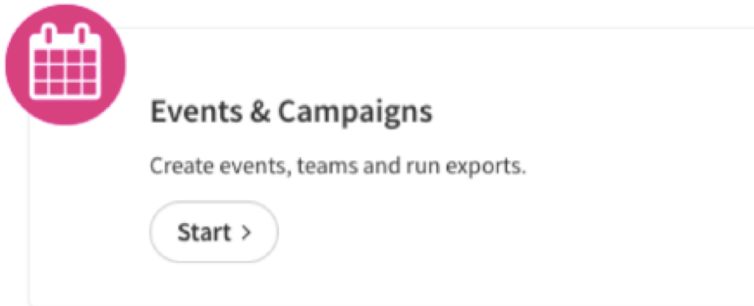 Events & Campaigns
Create events, teams and run exports.
Start >